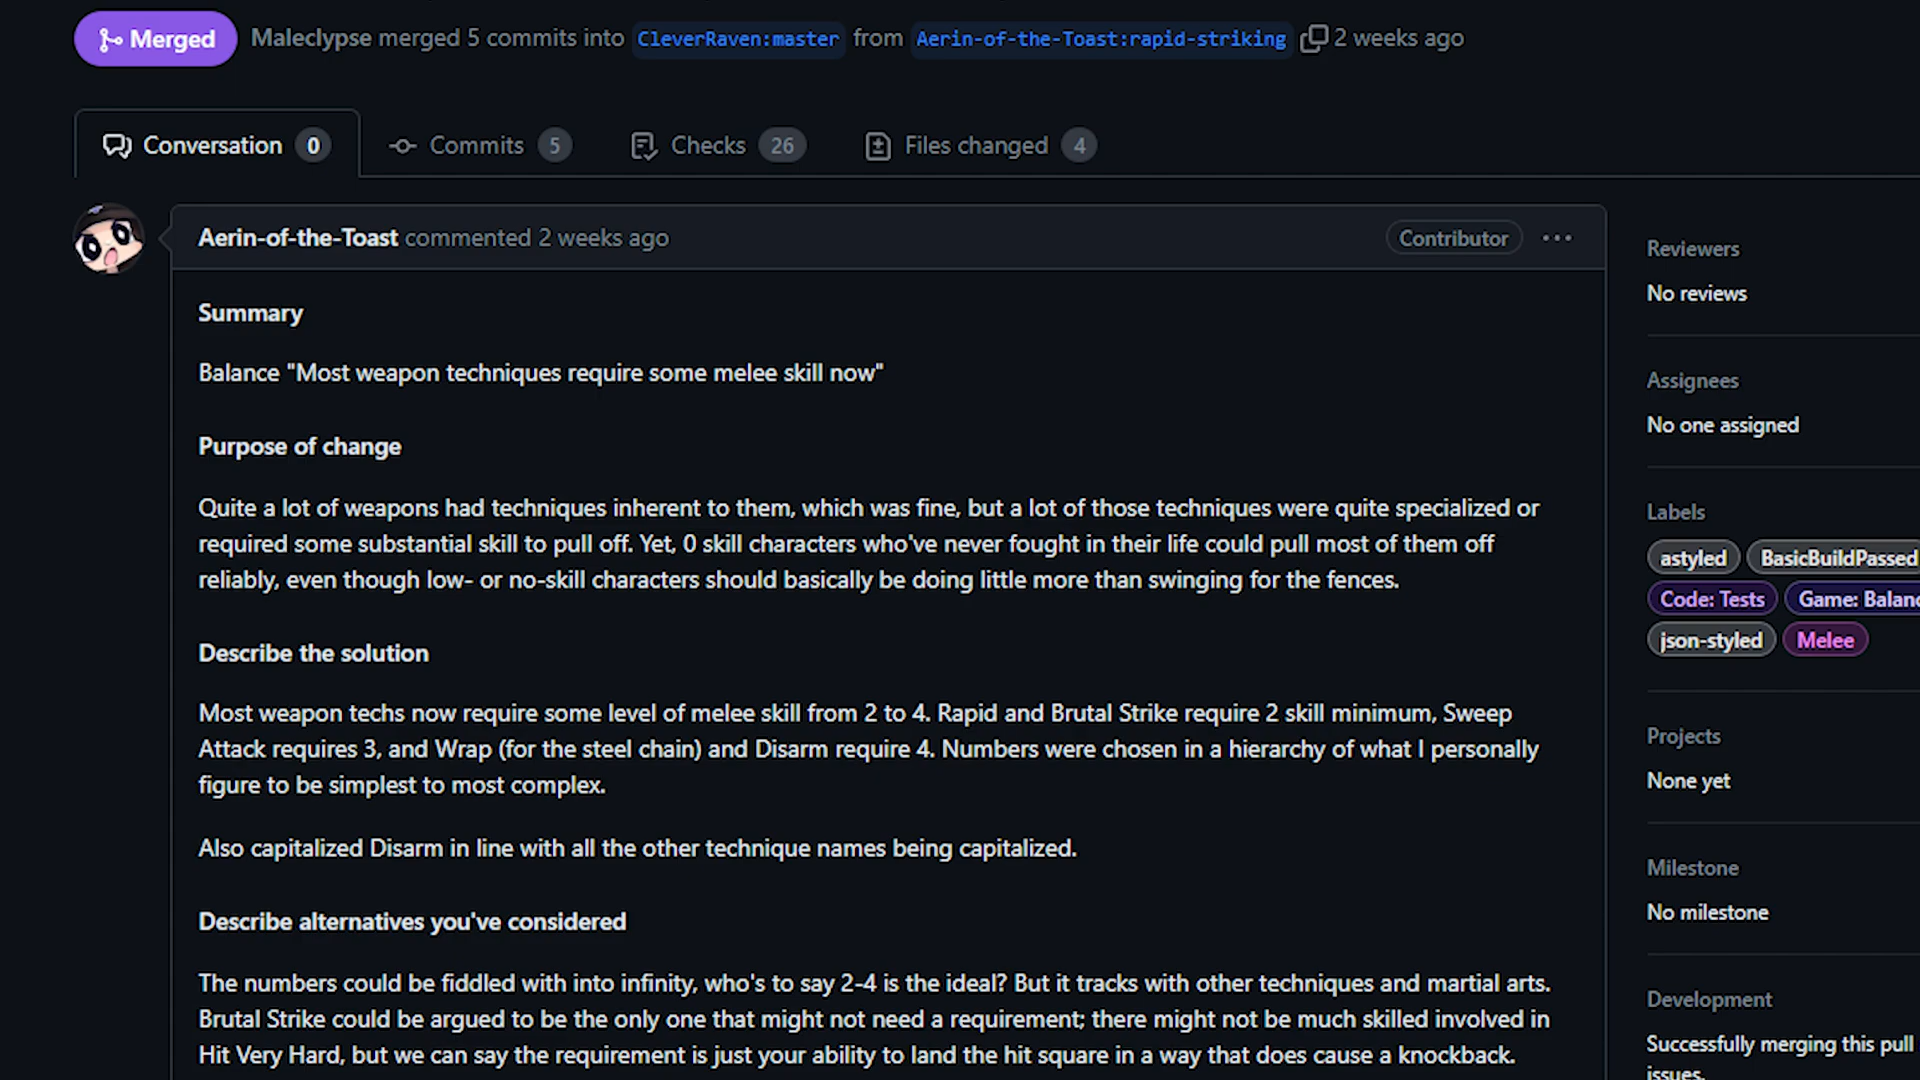 Merged Maleclypse merged 5 commits into CleverRaven:master from Aerin-of-the-Toast:rapid-striking 2 weeks ago
Conversation 0 Commits 5 Checks 26 Files changed 4
Aerin-of-the-Toast commented 2 weeks ago Contributor
Summary
Balance "Most weapon techniques require some melee skill now"
Purpose of change
Quite a lot of weapons had techniques inherent to them, which was fine, but a lot of those techniques were quite specialized or
required some substantial skill to pull off. Yet, 0 skill characters who've never fought in their life could pull most of them off
reliably, even though low- or no-skill characters should basically be doing little more than swinging for the fences.
Describe the solution
Most weapon techs now require some level of melee skill from 2 to 4. Rapid and Brutal Strike require 2 skill minimum, Sweep
Attack requires 3, and Wrap (for the steel chain) and Disarm require 4. Numbers were chosen in a hierarchy of what I personally
figure to be simplest to most complex.
Also capitalized Disarm in line with all the other technique names being capitalized.
Describe alternatives you've considered
The numbers could be fiddled with into infinity, who's to say 2-4 is the ideal? But it tracks with other techniques and martial arts.
Brutal Strike could be argued to be the only one that might not need a requirement; there might not be much skilled involved in
Hit Very Hard, but we can say the requirement is just your ability to land the hit square in a way that does cause a knockback.
Reviewers
No reviews
Assignees
No one assigned
Labels
astyled BasicBuildPassed
Code: Tests Game: Balanc
json-styled Melee
Projects
None yet
Milestone
No milestone
Development
Successfully merging this pull
issues.